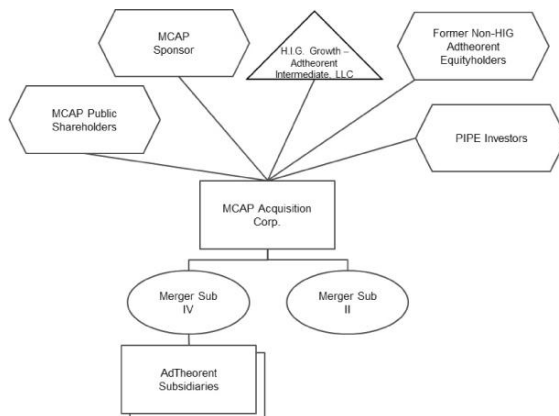 MCAP
Sponsor
H.I.G. Growth –
Adtheorent
Intermediate, LLC
Former Non-HIG
Adtheorent
Equityholders
MCAP Public
Shareholders
PIPE Investors
MCAP Acquisition
Corp.
Merger Sub
IV
Merger Sub
II
AdTheorent
Subsidiaries